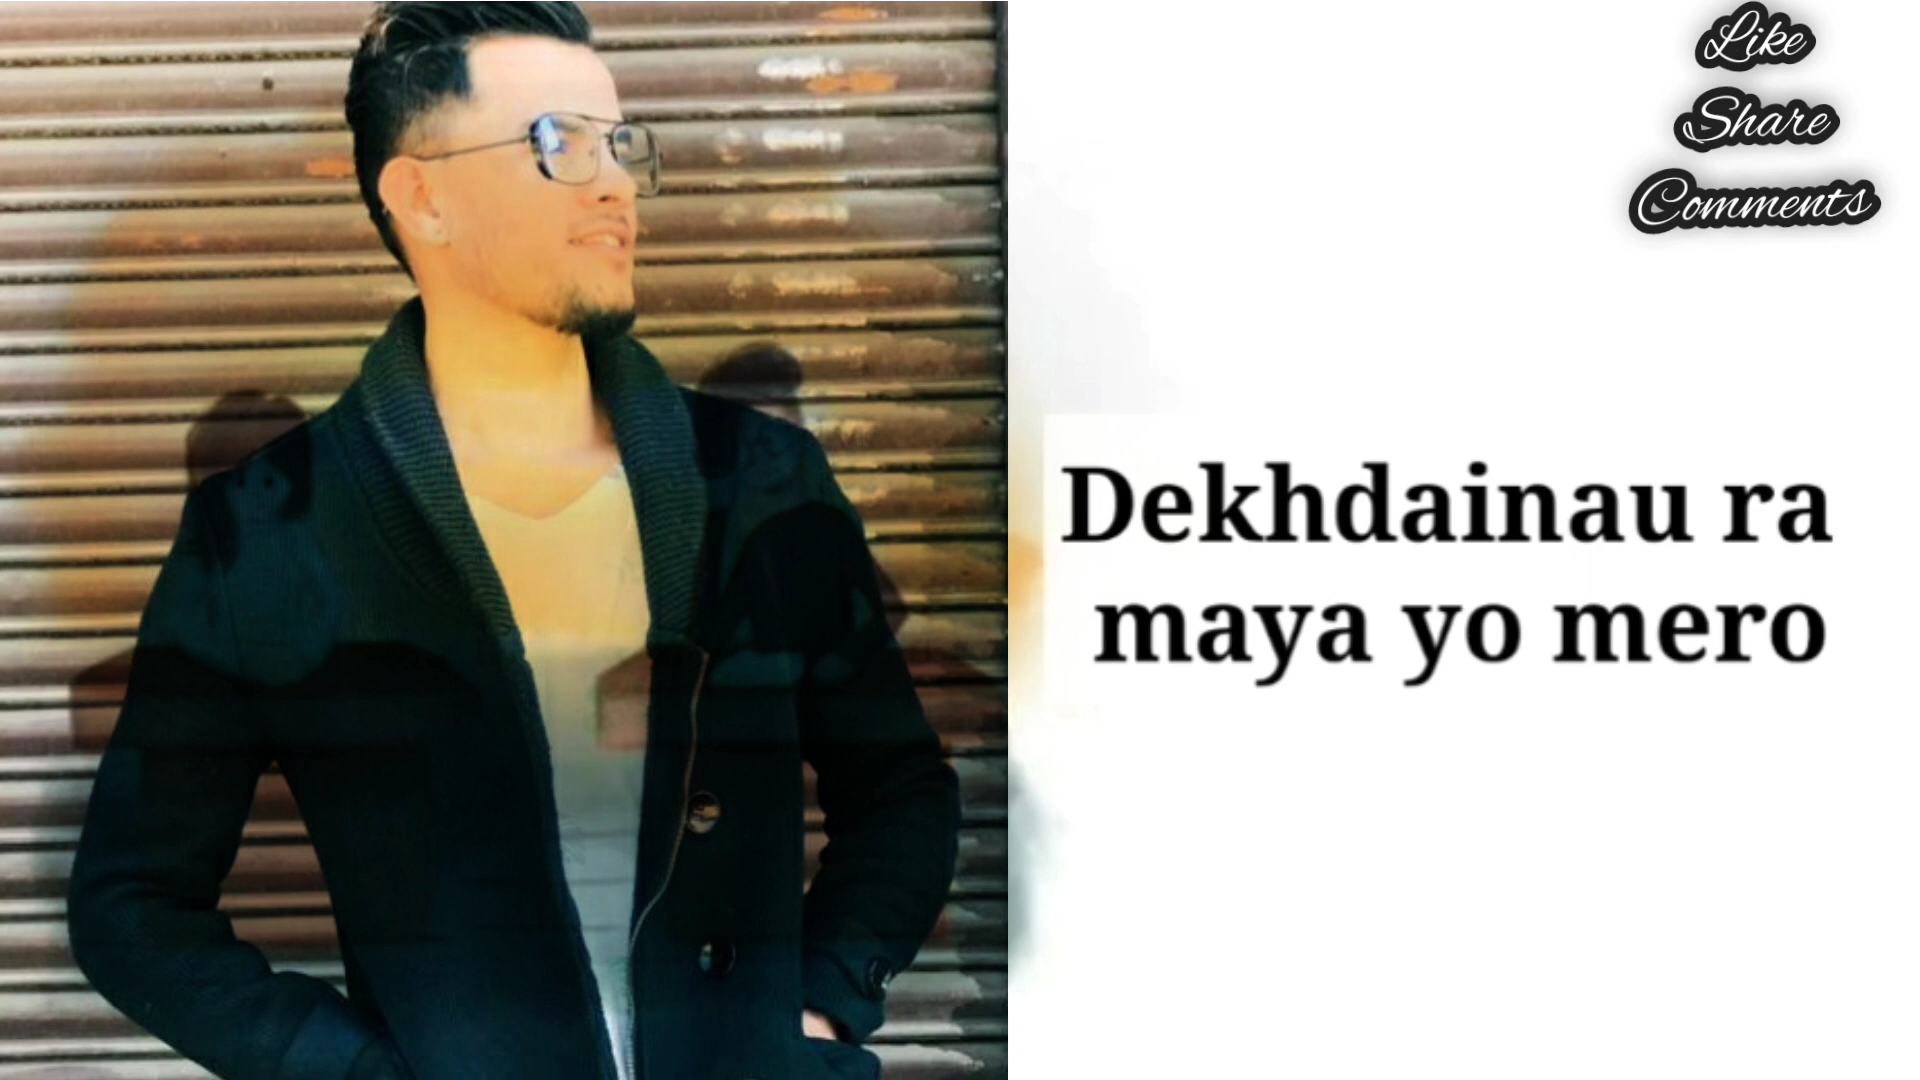 Like
Share
Comments
Dekhdainau ra
maya yo mero